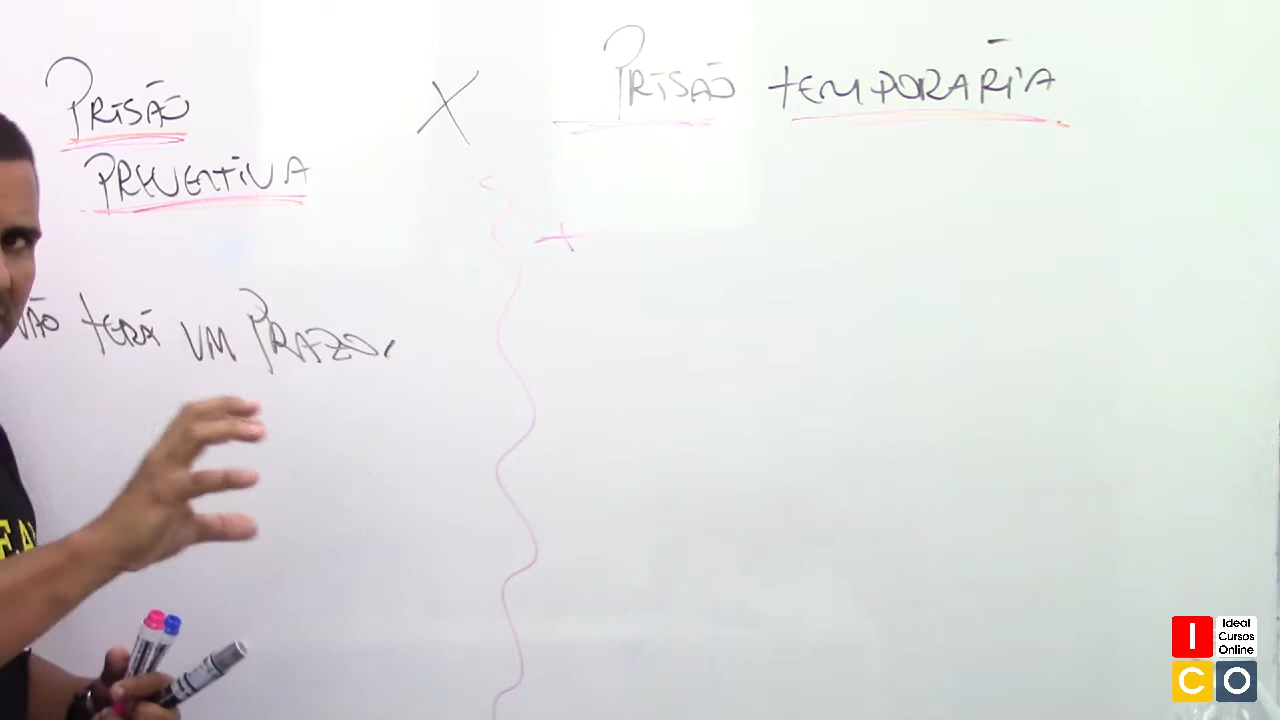 PRISÃO
PREVENTIVA
X
PRISÃO TEMPORÁRIA
NÃO TERÁ UM PRAZO
+
I
C
O
Ideal
Cursos
Online